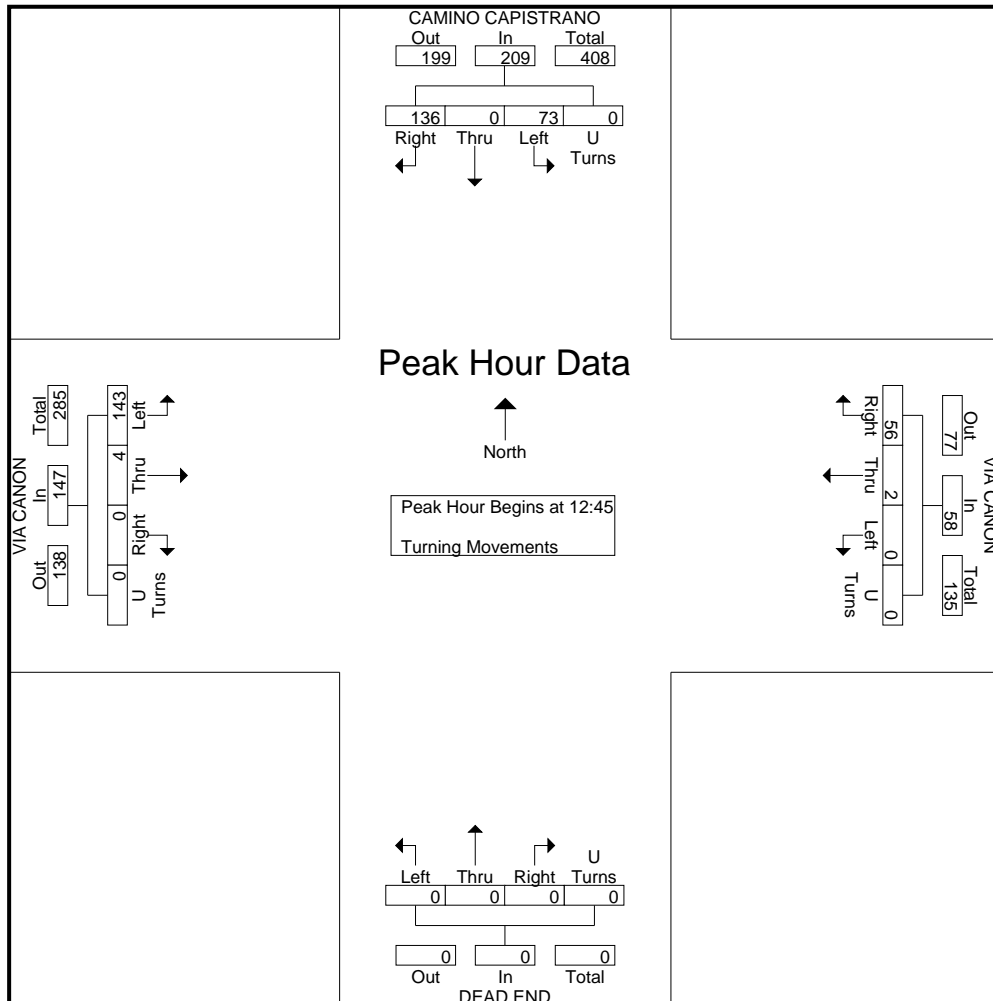 CAMINO CAPISTRANO
Out In Total
199 209 408
136 0 73 0
Right Thru Left U
Turns
Peak Hour Data
North
Peak Hour Begins at 12:45
Turning Movements
VIA CANON
Total In Out
285 147 138
143 4 0 0
Left Thru Right U
Turns
VIA CANON
Out In Total
77 58 135
56 2 0 0
Right Thru Left U
Turns
U
Left Thru Right Turns
0 0 0 0
0 0 0
Out In Total
DEAD END